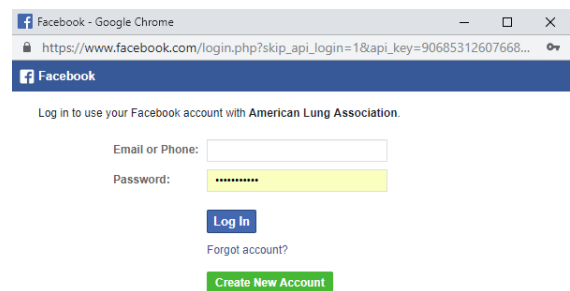 Facebook - Google Chrome
https://www.facebook.com/login.php?skip_api_login=1&api_key=90685312607668...
Facebook
Log in to use your Facebook account with American Lung Association.
Email or Phone:
Password: •••••••••••
Log In
Forgot account?
Create New Account